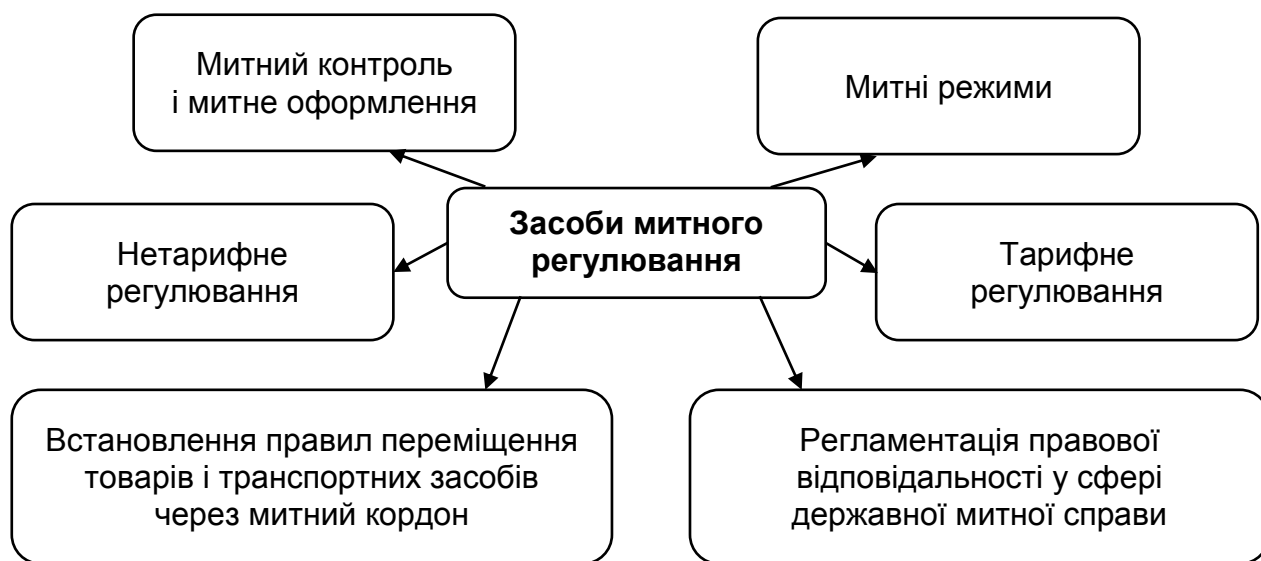 Митний контроль
і митне оформлення
Митні режими
Засоби митного
регулювання
Нетарифне
регулювання
Тарифне
регулювання
Встановлення правил переміщення
товарів і транспортних засобів
через митний кордон
Регламентація правової
відповідальності у сфері
державної митної справи